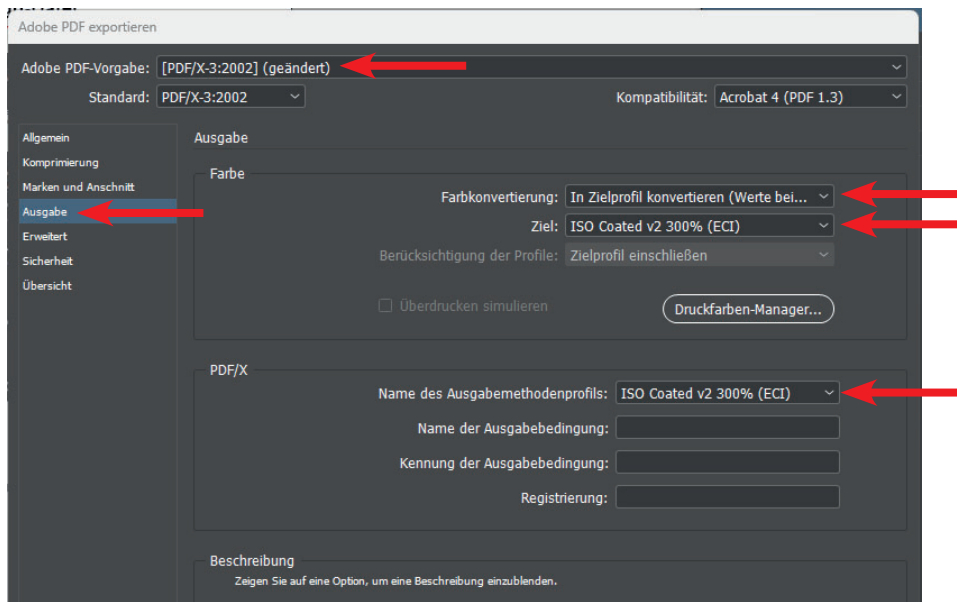 Adobe PDF exportieren
Adobe PDF-Vorgabe: [PDF/X-3:2002] (geändert)
Standard: PDF/X-3:2002 Kompatibilität: Acrobat 4 (PDF 1.3)
Allgemein
Komprimierung
Marken und Anschnitt
Ausgabe
Erweitert
Sicherheit
Übersicht
Ausgabe
Farbe
Farbkonvertierung: In Zielprofil konvertieren (Werte bei...
Ziel: ISO Coated v2 300% (ECI)
Berücksichtigung der Profile: Zielprofil einschließen
Überdrucken simulieren
Druckfarben-Manager...
PDF/X
Name des Ausgabemethodenprofils: ISO Coated v2 300% (ECI)
Name der Ausgabebedingung:
Kennung der Ausgabebedingung:
Registrierung:
Beschreibung
Zeigen Sie auf eine Option, um eine Beschreibung einzublenden.